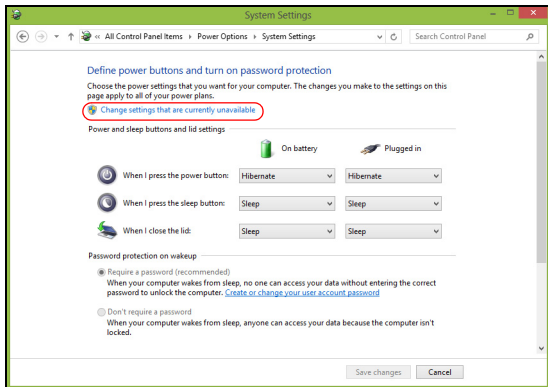 System Settings
« All Control Panel Items › Power Options › System Settings
Search Control Panel
Define power buttons and turn on password protection
Choose the power settings that you want for your computer. The changes you make to the settings on this
page apply to all of your power plans.
Change settings that are currently unavailable
Power and sleep buttons and lid settings
On battery Plugged in
When I press the power button: Hibernate Hibernate
When I press the sleep button: Sleep Sleep
When I close the lid: Sleep Sleep
Password protection on wakeup
Require a password (recommended)
When your computer wakes from sleep, no one can access your data without entering the correct
password to unlock the computer. Create or change your user account password
Don't require a password
When your computer wakes from sleep, anyone can access your data because the computer isn't
locked.
Save changes Cancel